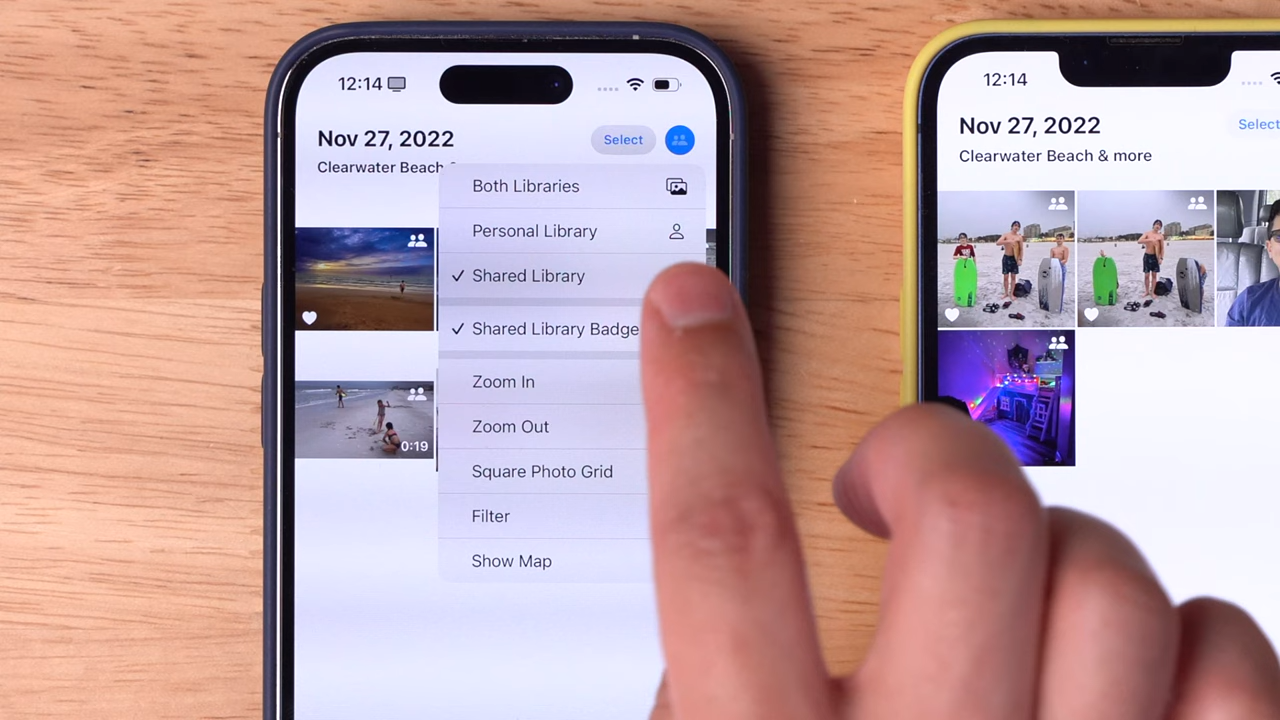 12:14
Nov 27, 2022
Select
Clearwater Beach
Both Libraries
Personal Library
Shared Library
Shared Library Badge
Zoom In
0:19
Zoom Out
Square Photo Grid
Filter
Show Map
12:14
Nov 27, 2022
Select
Clearwater Beach & more